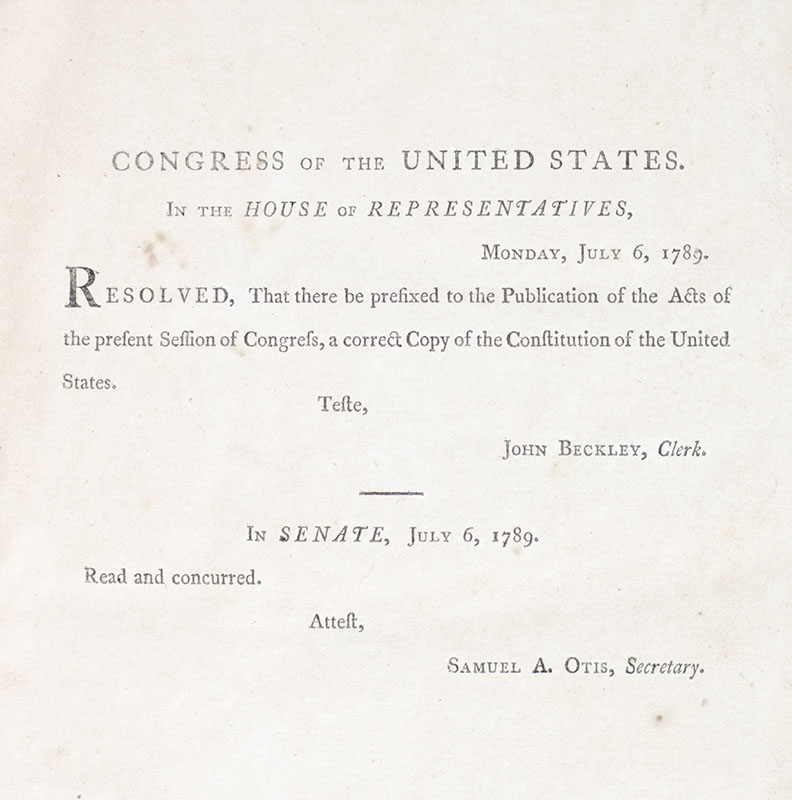 CONGRESS OF THE UNITED STATES.
IN THE HOUSE OF REPRESENTATIVES,
MONDAY, JULY 6, 1789.
RESOLVED, That there be prefixed to the Publication of the Acts of
the preſent Seſſion of Congreſs, a correct Copy of the Conſtitution of the United
States.
Teſte,
JOHN BECKLEY, Clerk.
IN SENATE, JULY 6, 1789.
Read and concurred.
Atteſt,
SAMUEL A. OTIS, Secretary.